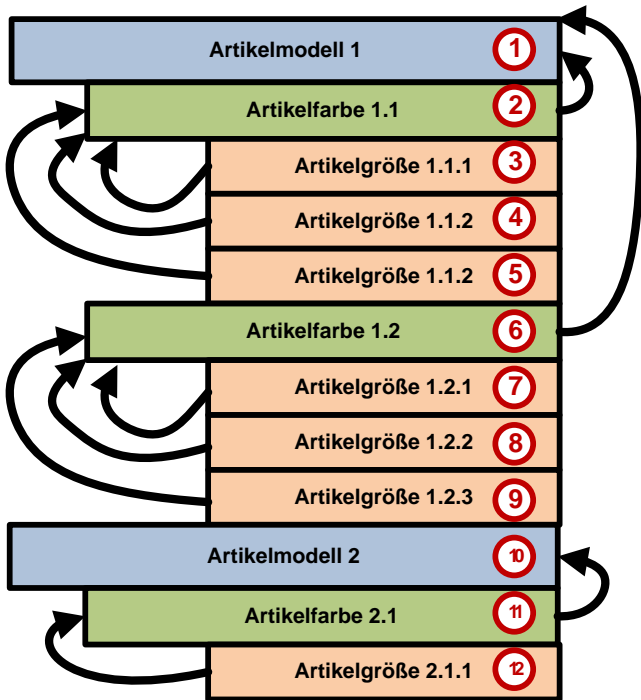 Artikelmodell 1 1
Artikelfarbe 1.1 2
Artikelgröße 1.1.1 3
Artikelgröße 1.1.2 4
Artikelgröße 1.1.2 5
Artikelfarbe 1.2 6
Artikelgröße 1.2.1 7
Artikelgröße 1.2.2 8
Artikelgröße 1.2.3 9
Artikelmodell 2 10
Artikelfarbe 2.1 11
Artikelgröße 2.1.1 12